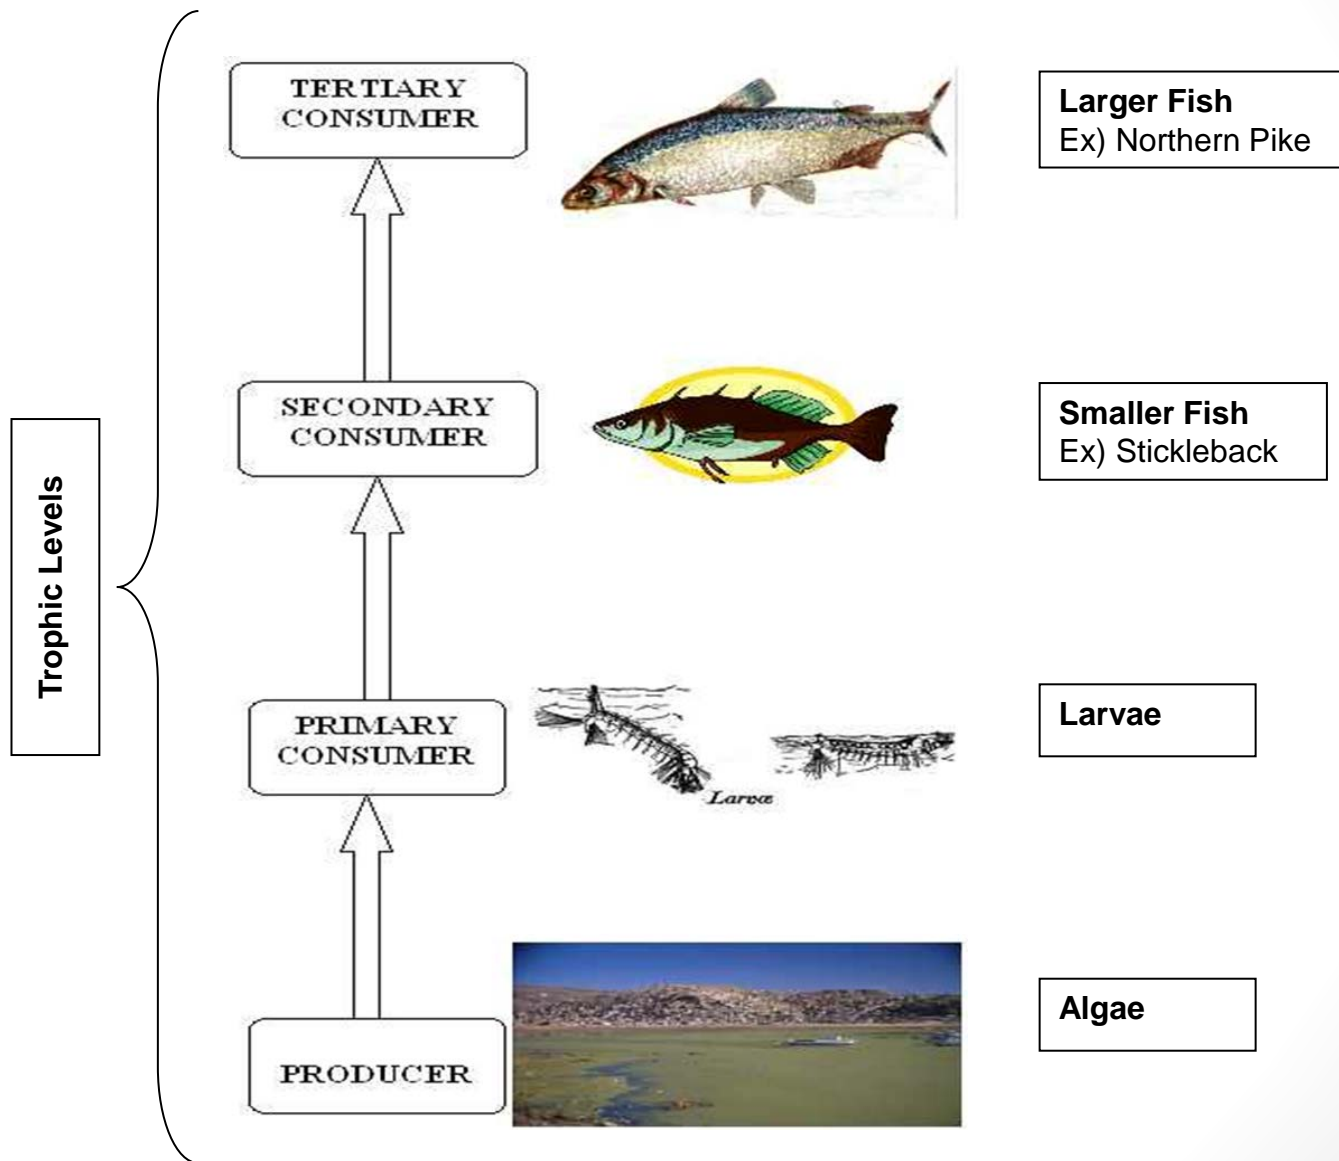 Trophic Levels
TERTIARY
CONSUMER
Larger Fish
Ex) Northern Pike
SECONDARY
CONSUMER
Smaller Fish
Ex) Stickleback
PRIMARY
CONSUMER
Larvæ
Larvae
PRODUCER
Algae